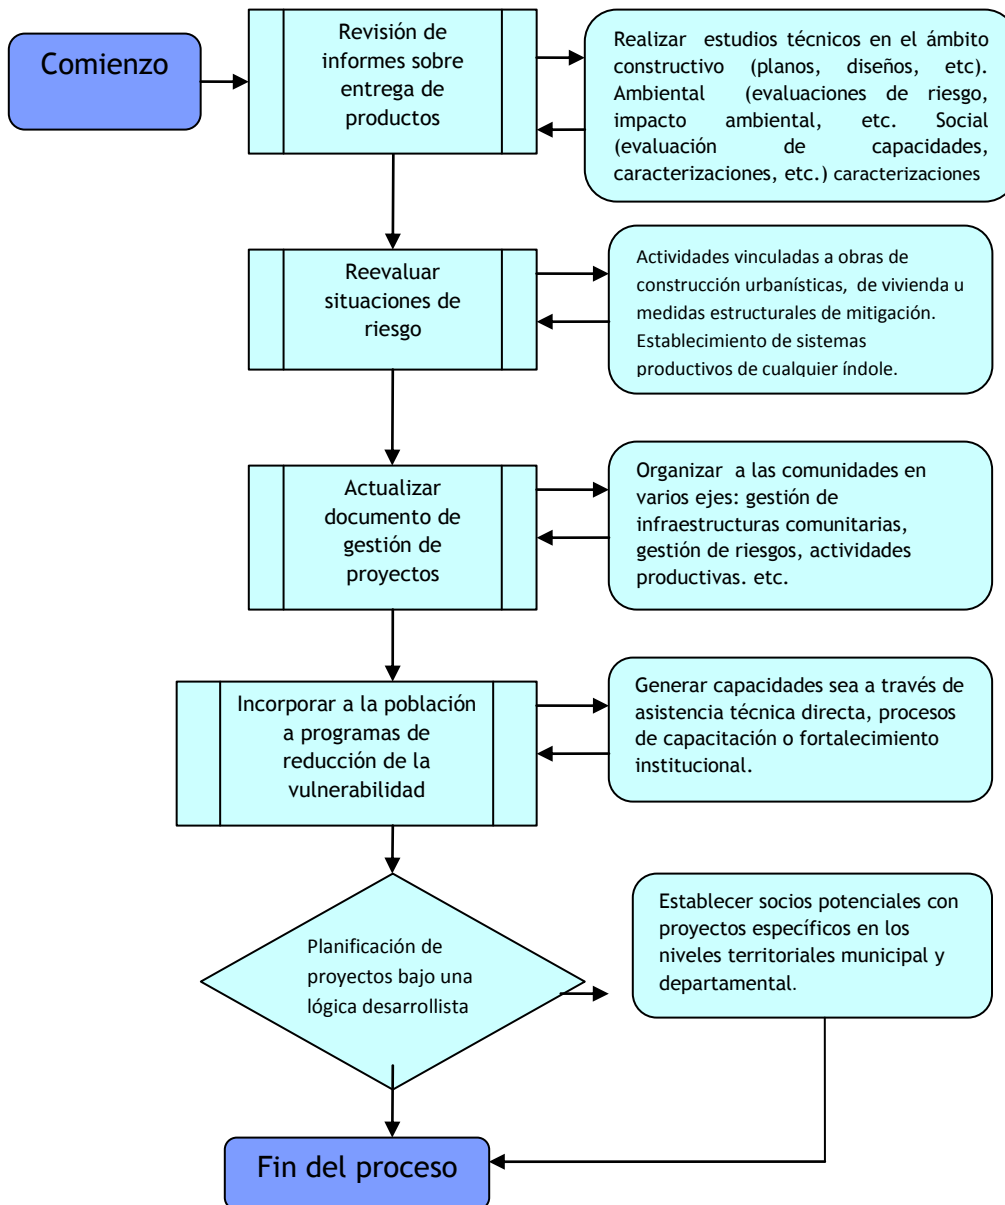 Comienzo
Revisión de
informes sobre
entrega de
productos
Realizar estudios técnicos en el ámbito
constructivo (planos, diseños, etc).
Ambiental (evaluaciones de riesgo,
impacto ambiental, etc. Social
(evaluación de capacidades,
caracterizaciones, etc.) caracterizaciones
Reevaluar
situaciones de
riesgo
Actividades vinculadas a obras de
construcción urbanísticas, de vivienda u
medidas estructurales de mitigación.
Establecimiento de sistemas
productivos de cualquier índole.
Actualizar
documento de
gestión de
proyectos
Organizar a las comunidades en
varios ejes: gestión de
infraestructuras comunitarias,
gestión de riesgos, actividades
productivas. etc.
Incorporar a la población
a programas de
reducción de la
vulnerabilidad
Generar capacidades sea a través de
asistencia técnica directa, procesos
de capacitación o fortalecimiento
institucional.
Planificación de
proyectos bajo una
lógica desarrollista
Establecer socios potenciales con
proyectos específicos en los
niveles territoriales municipal y
departamental.
Fin del proceso